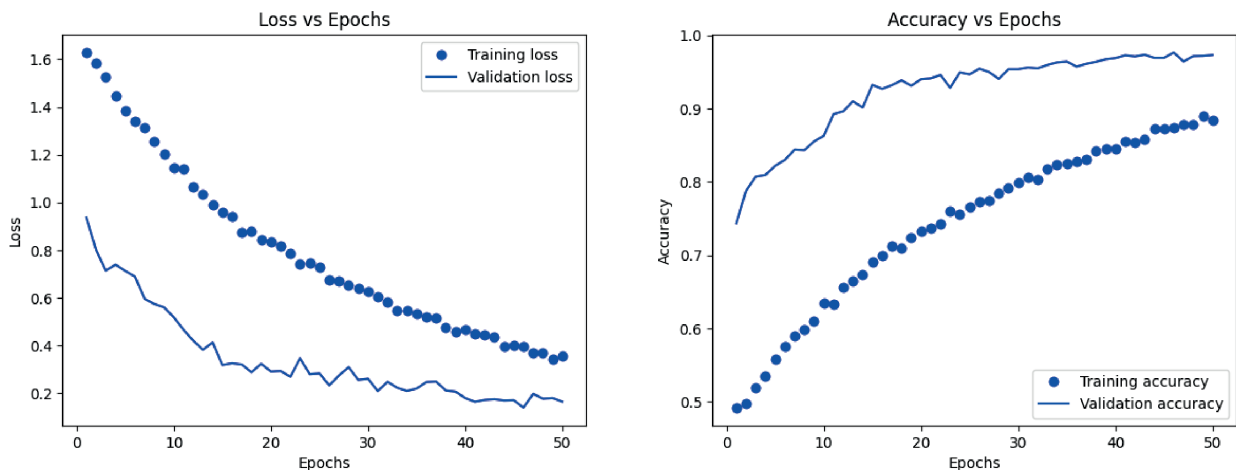 Loss vs Epochs
Training loss
Validation loss
1.6
1.4
1.2
1.0
0.8
0.6
0.4
0.2
Loss
0
10
20
30
40
50
Epochs
Accuracy vs Epochs
1.0
0.9
0.8
0.7
0.6
0.5
Accuracy
Training accuracy
Validation accuracy
0
10
20
30
40
50
Epochs